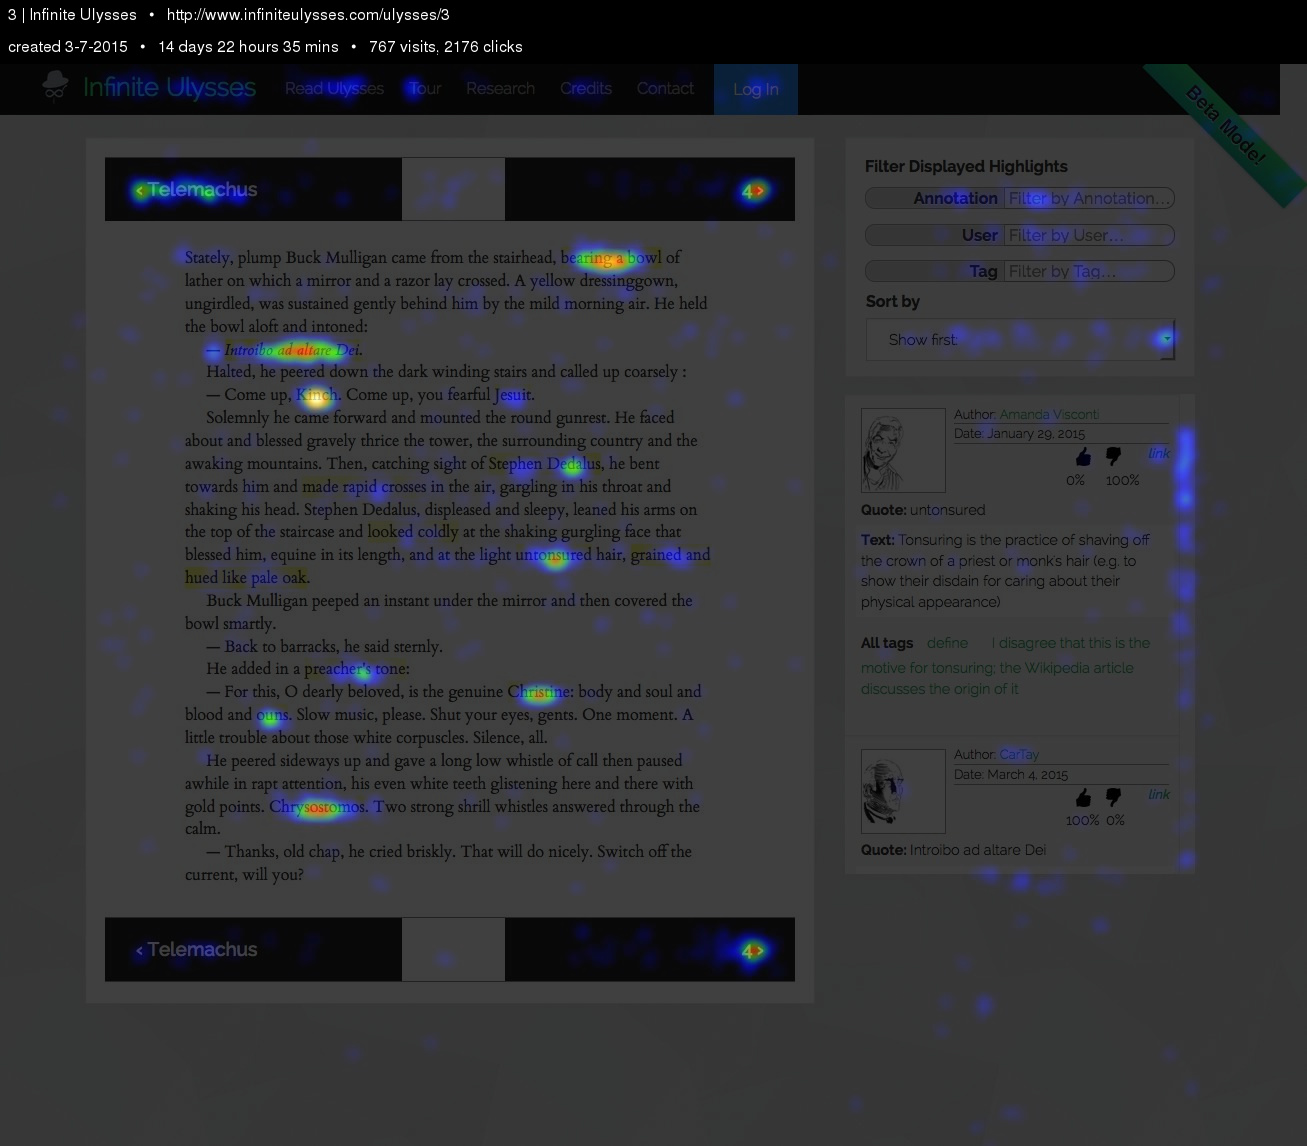 3 | Infinite Ulysses • http://www.infiniteulysses.com/ulysses/3
created 3-7-2015 • 14 days 22 hours 35 mins • 767 visits, 2176 clicks
Infinite Ulysses Read Ulysses Tour Research Credits Contact Log In
Beta Mode!
< Telemachus 4 >
Stately, plump Buck Mulligan came from the stairhead, bearing a bowl of
lather on which a mirror and a razor lay crossed. A yellow dressinggown,
ungirdled, was sustained gently behind him by the mild morning air. He held
the bowl aloft and intoned:
— Introibo ad altare Dei.
Halted, he peered down the dark winding stairs and called up coarsely :
— Come up, Kinch. Come up, you fearful Jesuit.
Solemnly he came forward and mounted the round gunrest. He faced
about and blessed gravely thrice the tower, the surrounding country and the
awaking mountains. Then, catching sight of Stephen Dedalus, he bent
towards him and made rapid crosses in the air, gargling in his throat and
shaking his head. Stephen Dedalus, displeased and sleepy, leaned his arms on
the top of the staircase and looked coldly at the shaking gurgling face that
blessed him, equine in its length, and at the light untonsured hair, grained and
hued like pale oak.
Buck Mulligan peeped an instant under the mirror and then covered the
bowl smartly.
— Back to barracks, he said sternly.
He added in a preacher's tone:
— For this, O dearly beloved, is the genuine Christine: body and soul and
blood and ouns. Slow music, please. Shut your eyes, gents. One moment. A
little trouble about those white corpuscles. Silence, all.
He peered sideways up and gave a long low whistle of call then paused
awhile in rapt attention, his even white teeth glistening here and there with
gold points. Chrysostomos. Two strong shrill whistles answered through the
calm.
— Thanks, old chap, he cried briskly. That will do nicely. Switch off the
current, will you?
< Telemachus 4 >
Filter Displayed Highlights
Annotation Filter by Annotation...
User Filter by User...
Tag Filter by Tag...
Sort by
Show first:
Author: Amanda Visconti
Date: January 29, 2015
link
0% 100%
Quote: untonsured
Text: Tonsuring is the practice of shaving off
the crown of a priest or monk's hair (e.g. to
show their disdain for caring about their
physical appearance)
All tags define I disagree that this is the
motive for tonsuring; the Wikipedia article
discusses the origin of it
Author: CarTay
Date: March 4, 2015
link
100% 0%
Quote: Introibo ad altare Dei